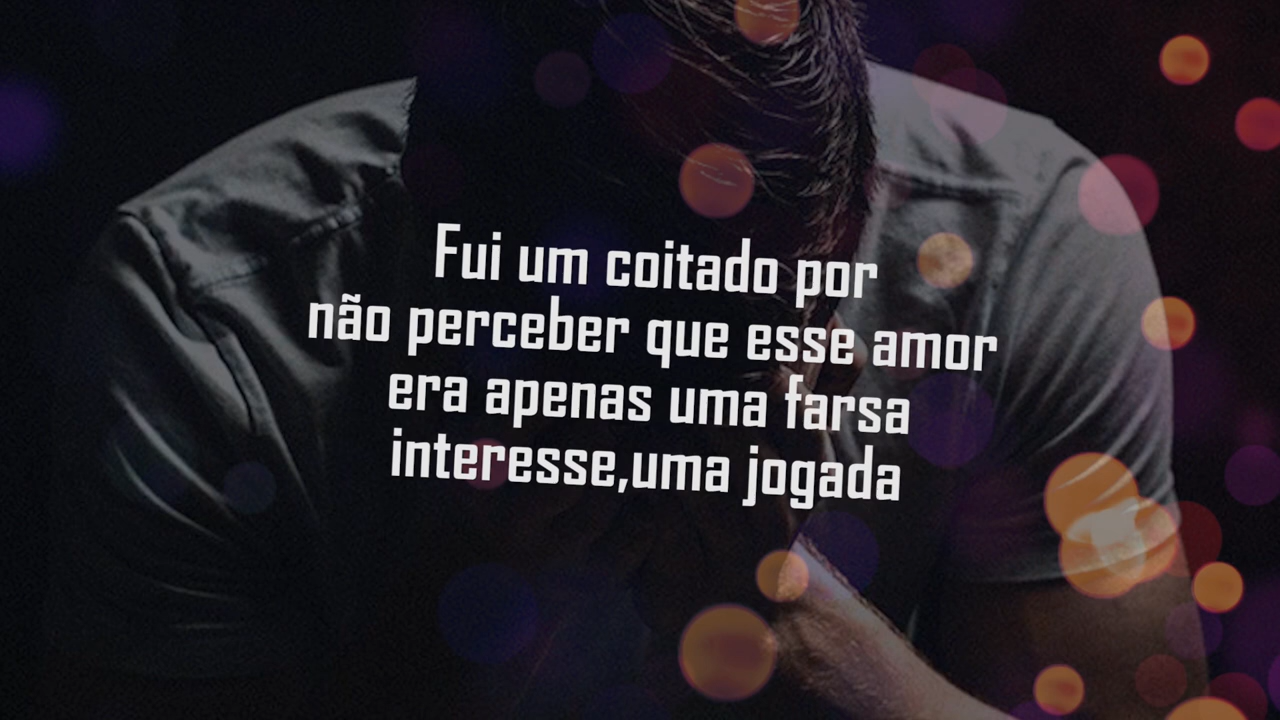 Fui um coitado por
não perceber que esse amor
era apenas uma farsa
interesse,uma jogada